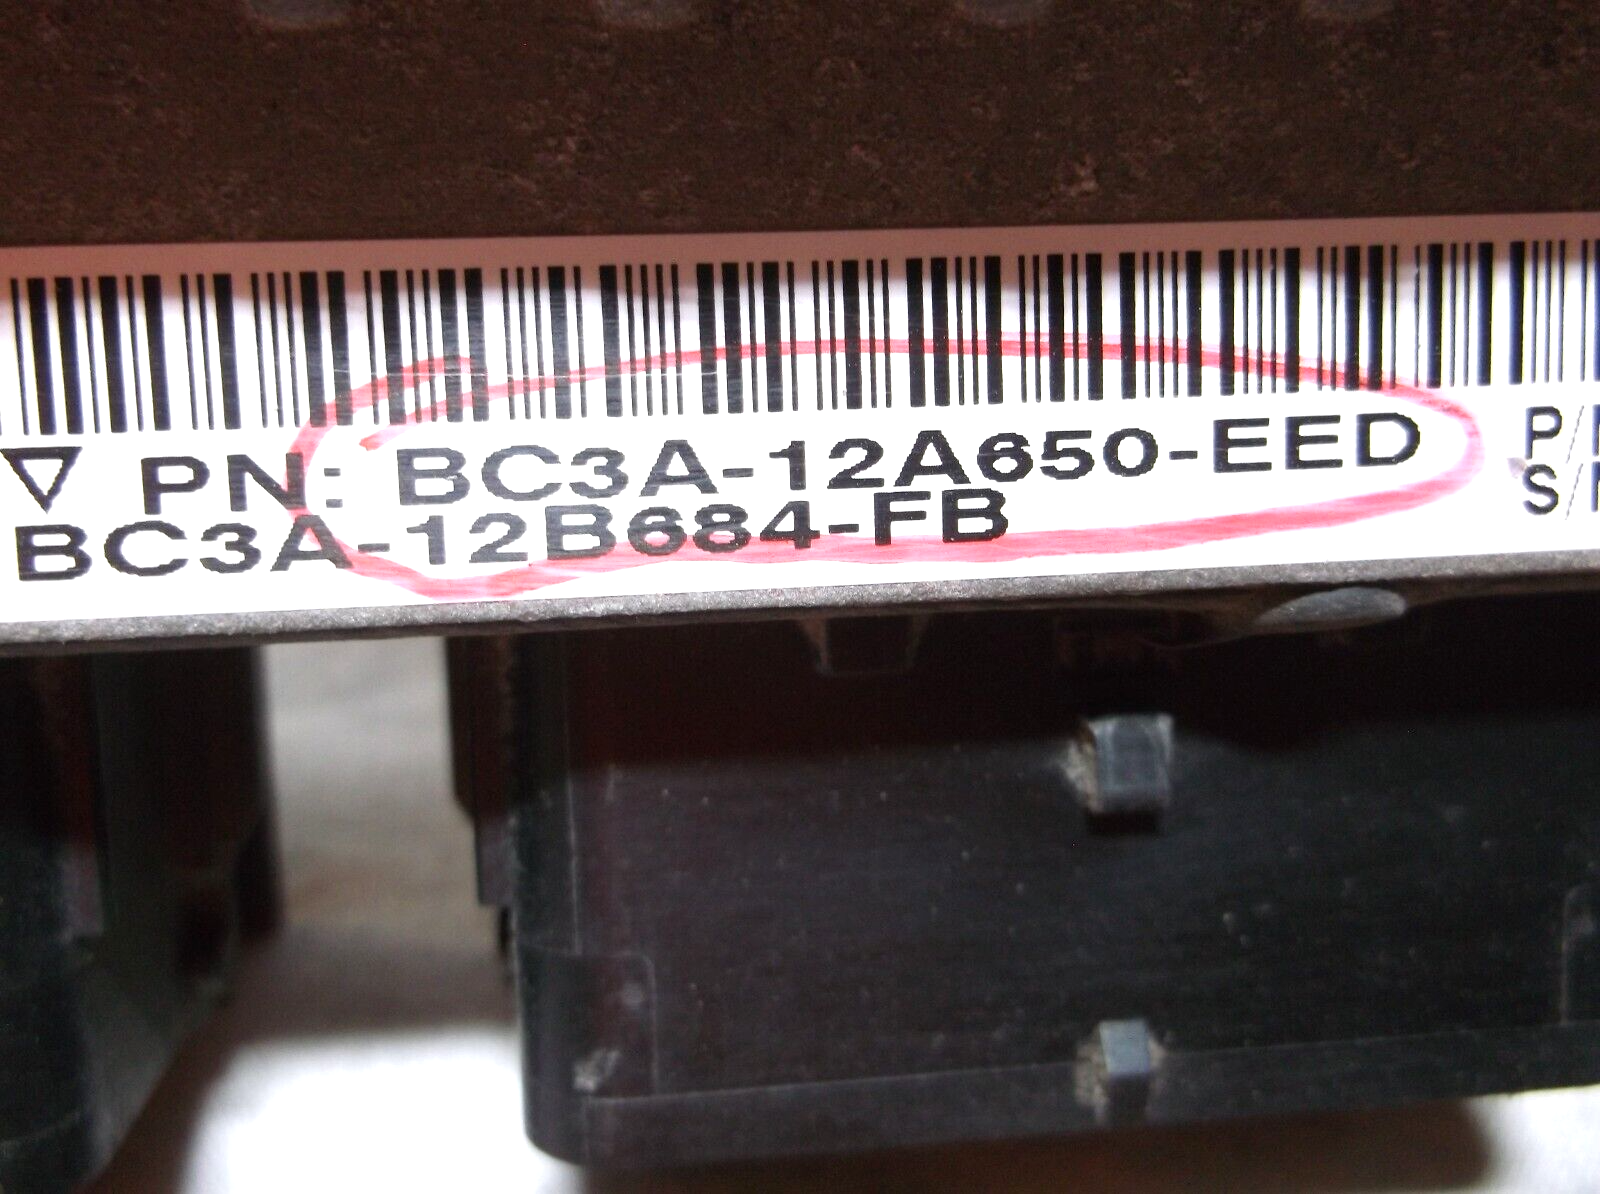 ▽ PN: BC3A-12A650-EED
BC3A-12B684-FB
P/
S/